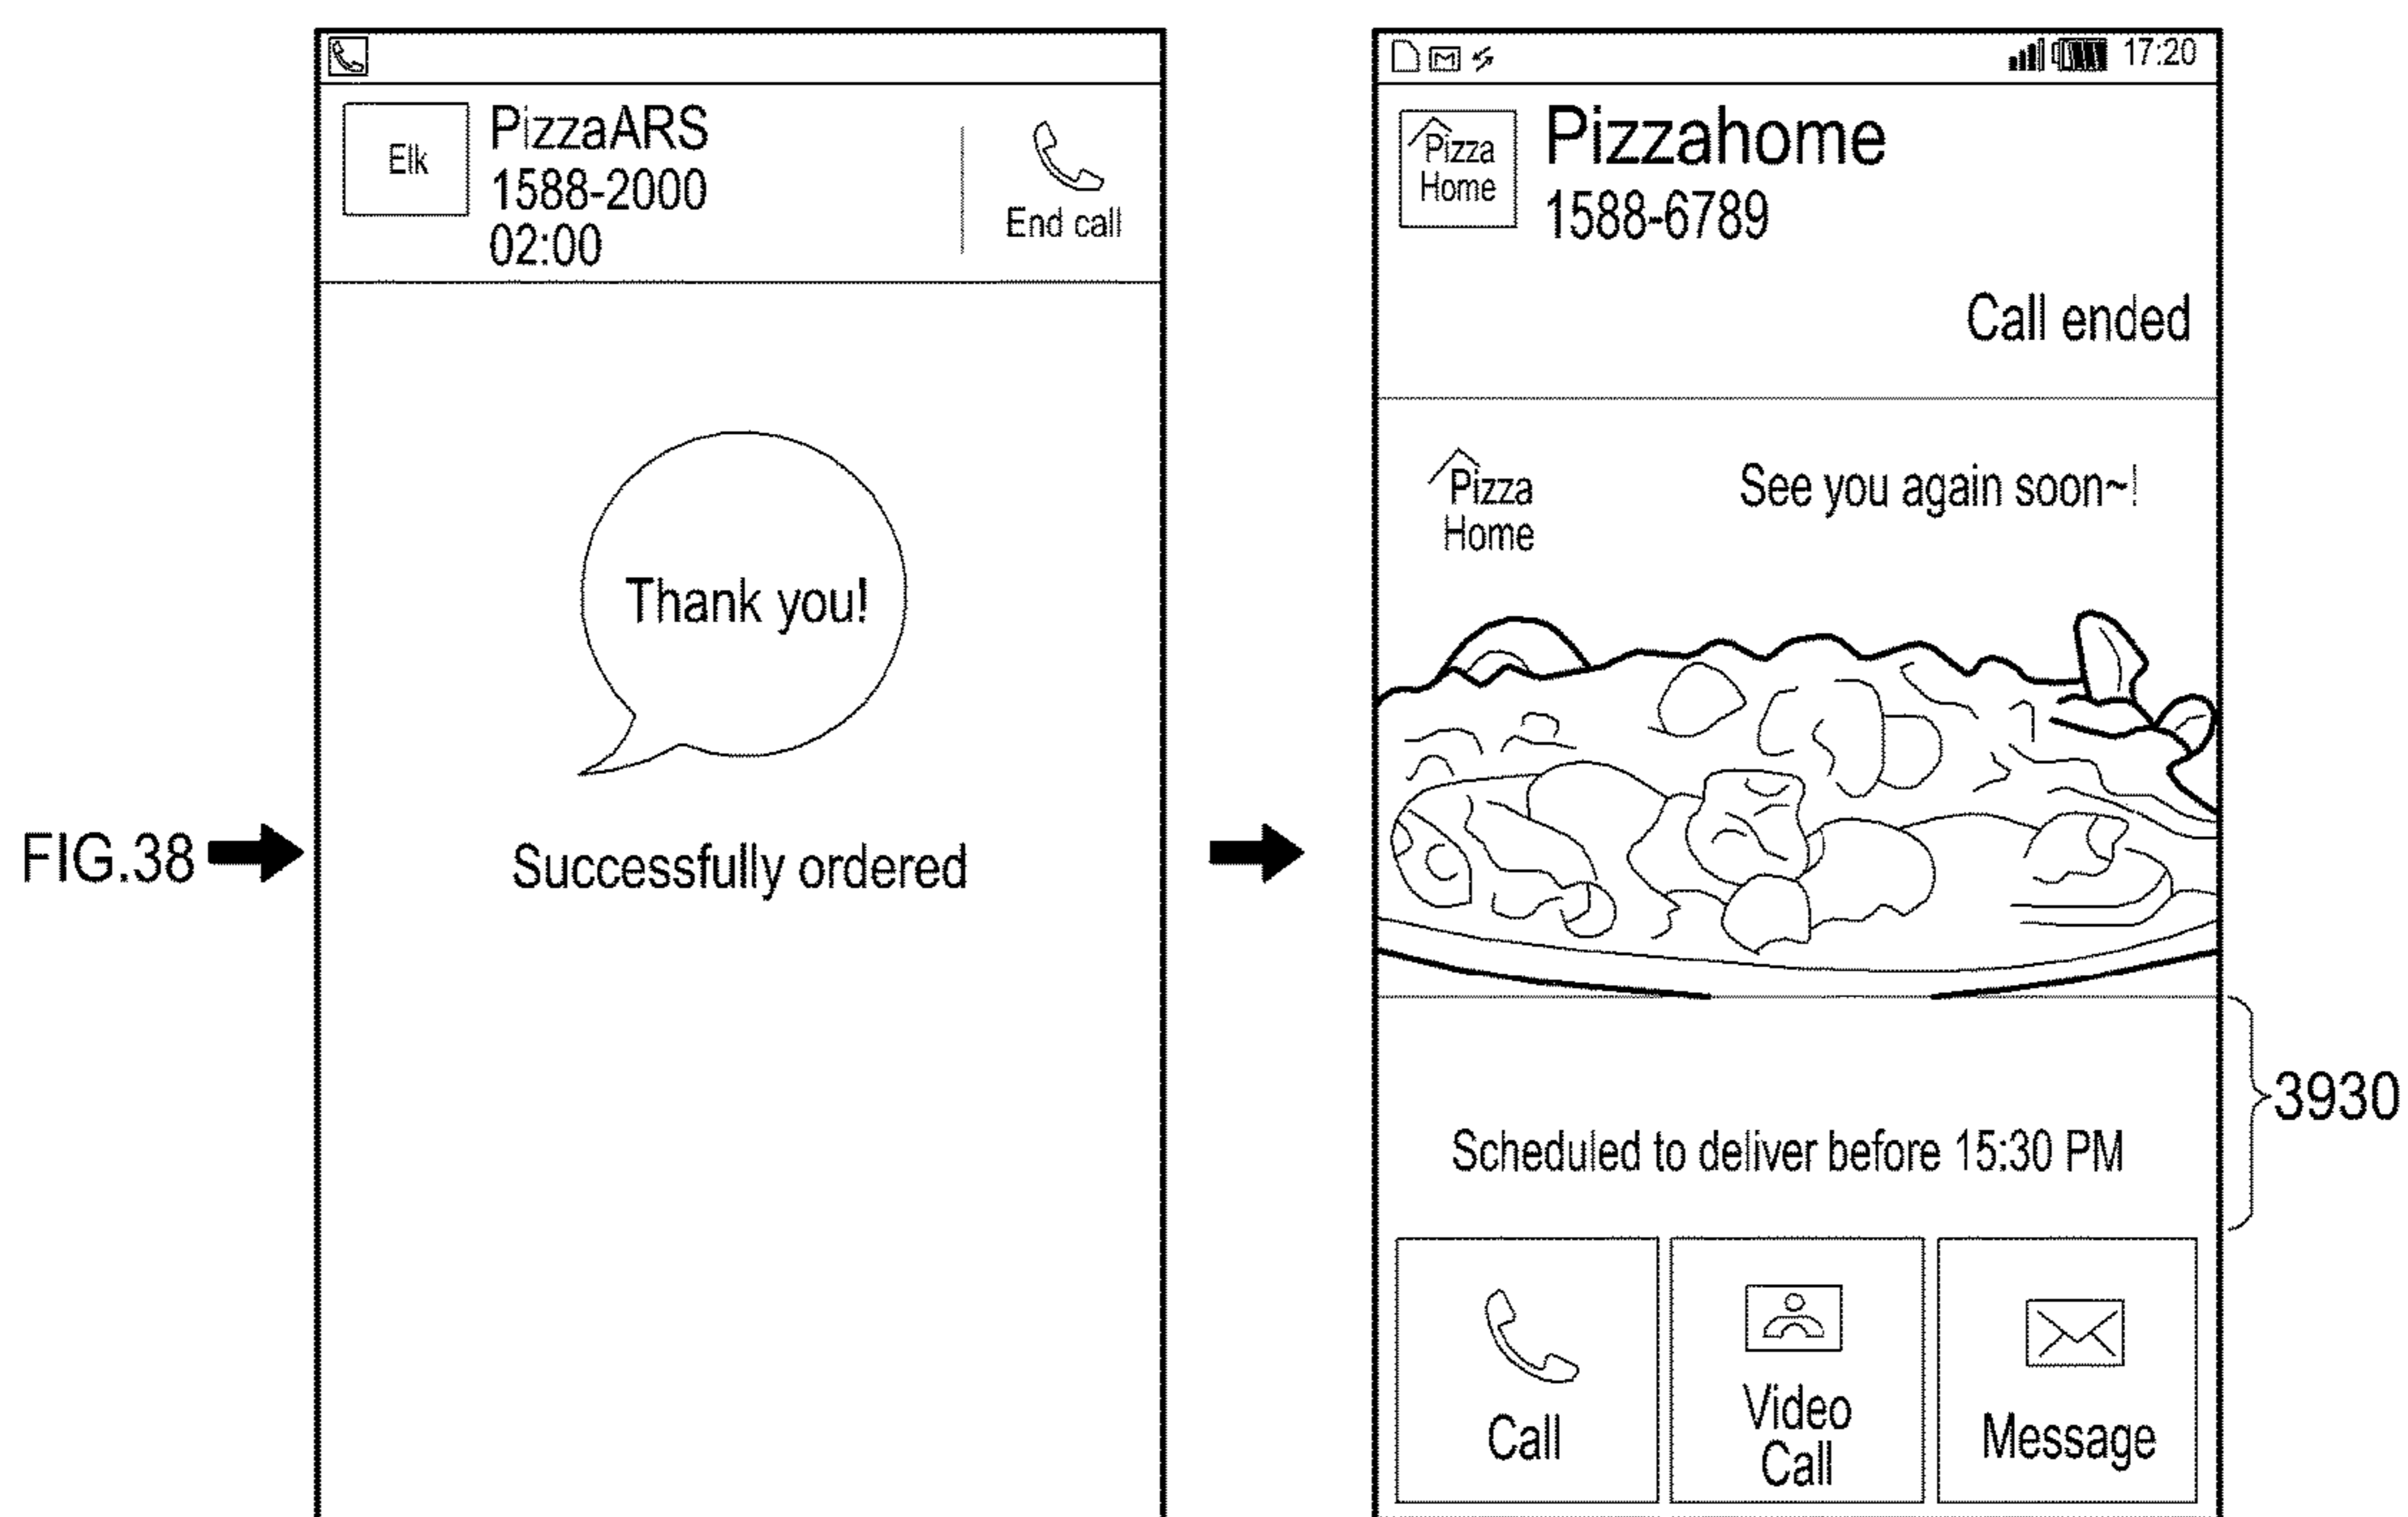 FIG.38
Elk
PizzaARS
1588-2000
02:00
End call
Thank you!
Successfully ordered
17:20
Pizza
Home
Pizzahome
1588-6789
Call ended
Pizza
Home
See you again soon~!
Scheduled to deliver before 15:30 PM
3930
Call
Video
Call
Message